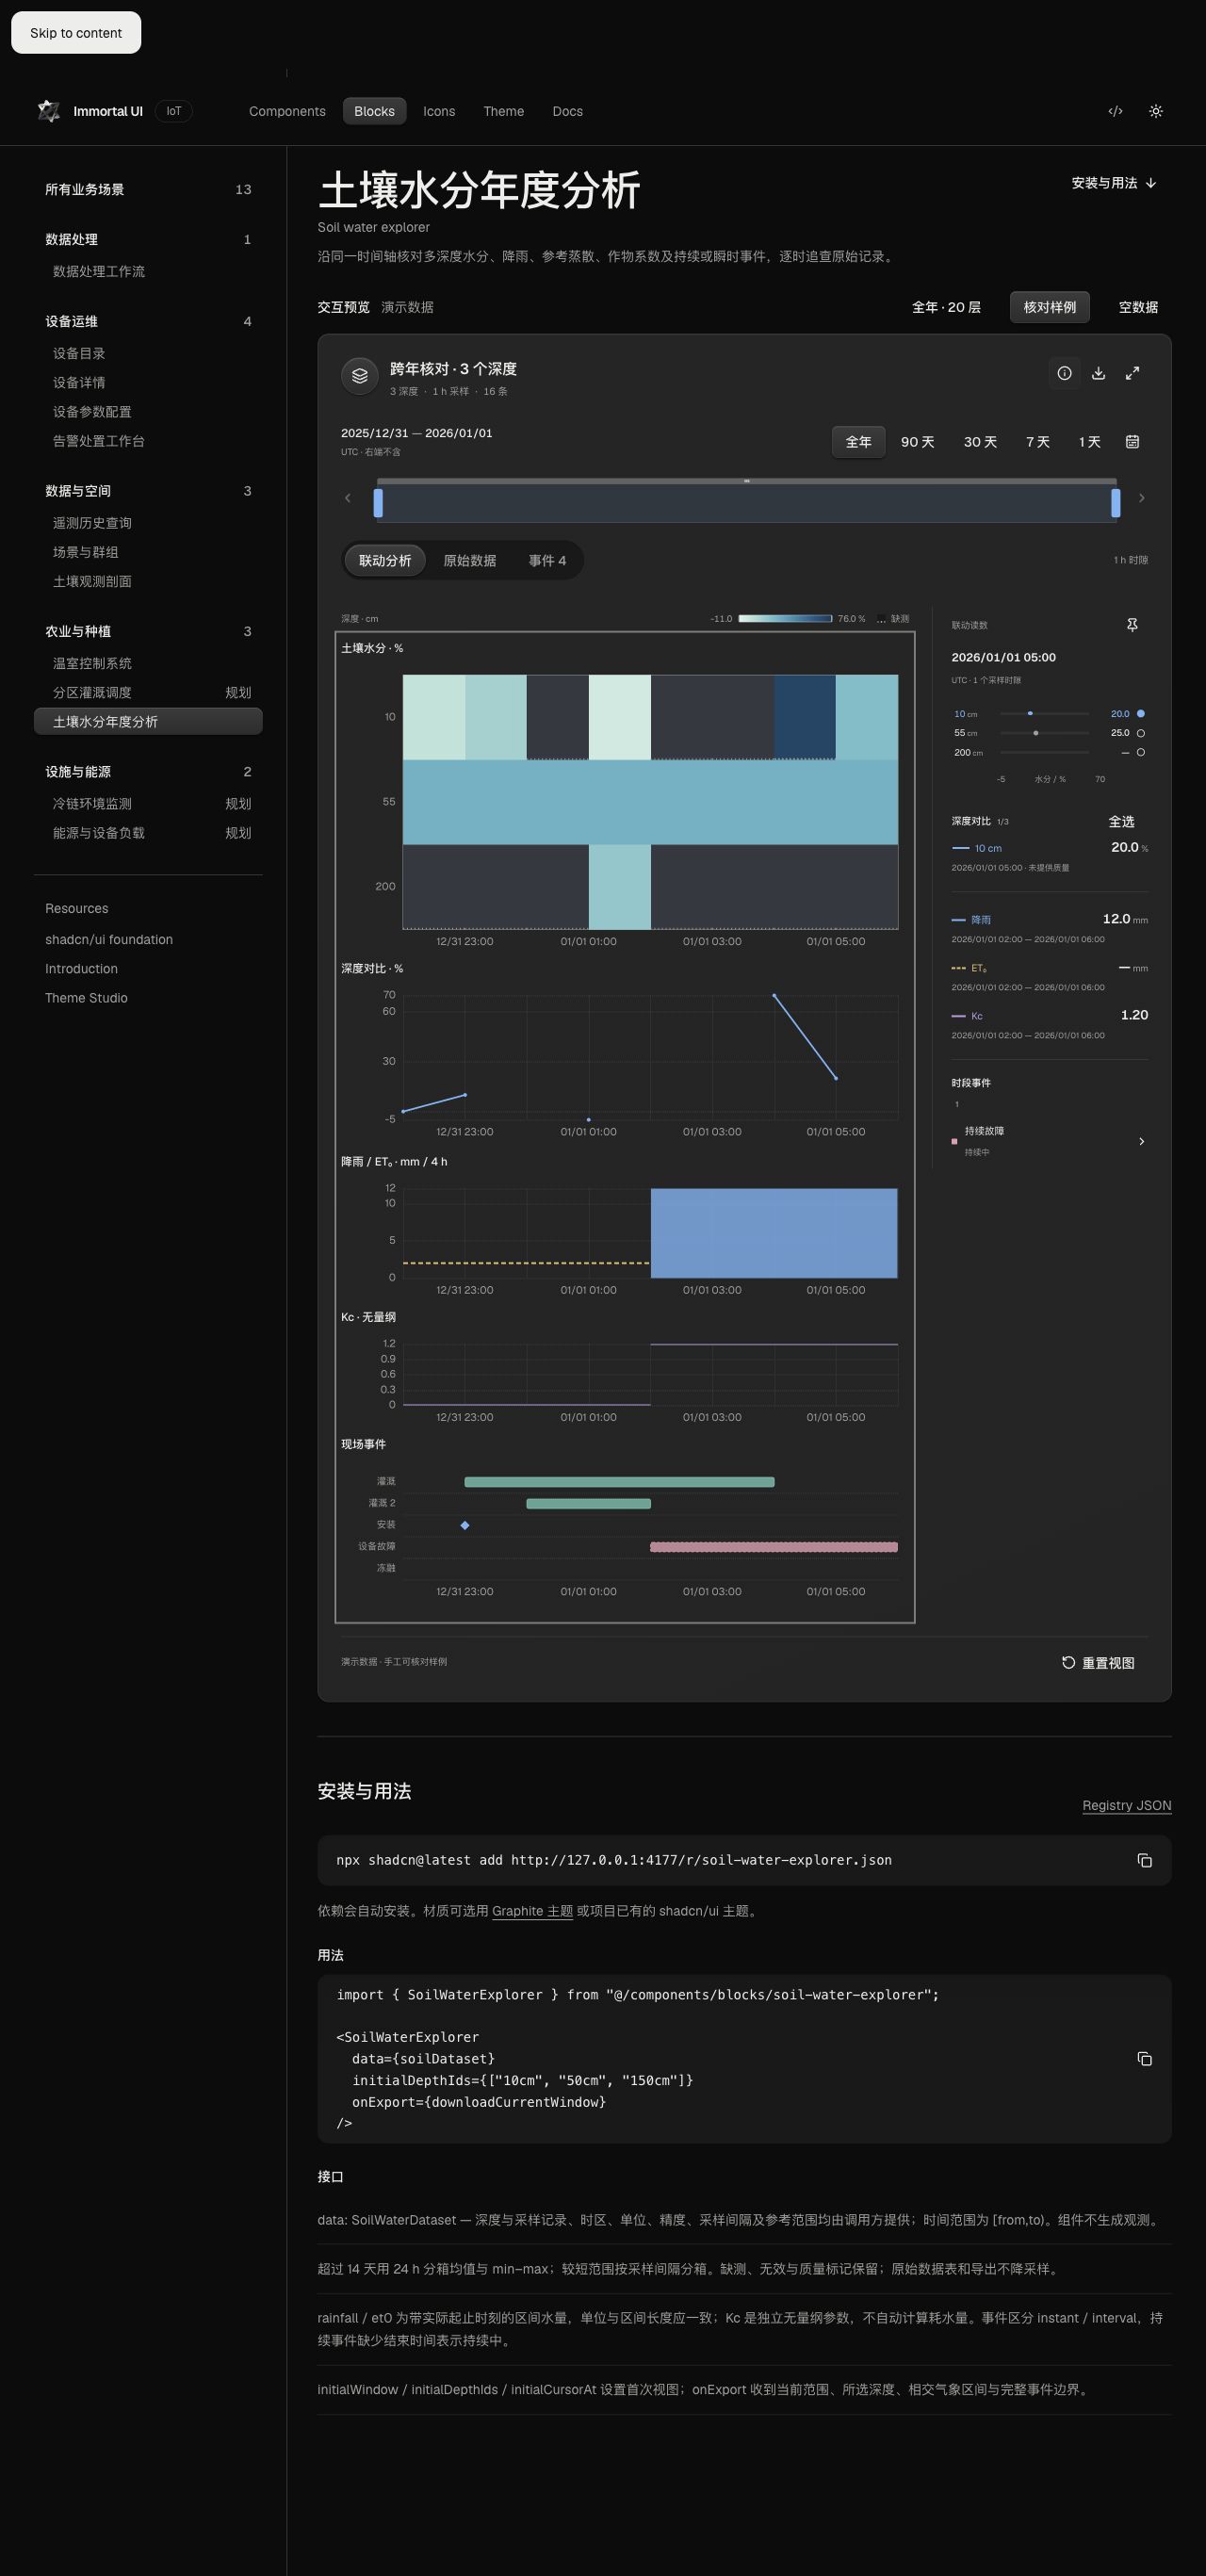 Skip to content
Immortal UI IoT Components Blocks Icons Theme Docs
所有业务场景 13
数据处理 1
数据处理工作流
设备运维 4
设备目录
设备详情
设备参数配置
告警处置工作台
数据与空间 3
遥测历史查询
场景与群组
土壤观测剖面
农业与种植 3
温室控制系统
分区灌溉调度 规划
土壤水分年度分析
设施与能源 2
冷链环境监测 规划
能源与设备负载 规划
Resources
shadcn/ui foundation
Introduction
Theme Studio
土壤水分年度分析
安装与用法 ↓
Soil water explorer
沿同一时间轴核对多深度水分、降雨、参考蒸散、作物系数及持续或瞬时事件，逐时追查原始记录。
交互预览 演示数据 全年 · 20 层 核对样例 空数据
跨年核对 · 3 个深度
3 深度 · 1 h 采样 · 16 条
2025/12/31 — 2026/01/01
UTC · 右端不含
全年 90 天 30 天 7 天 1 天
联动分析 原始数据 事件 4 1 h 时隙
深度 · cm -11.0 76.0 % 缺测
土壤水分 · %
10
55
200
12/31 23:00 01/01 01:00 01/01 03:00 01/01 05:00
深度对比 · %
70
60
30
-5
12/31 23:00 01/01 01:00 01/01 03:00 01/01 05:00
降雨 / ET₀ · mm / 4 h
12
10
5
0
12/31 23:00 01/01 01:00 01/01 03:00 01/01 05:00
Kc · 无量纲
1.2
0.9
0.6
0.3
0
12/31 23:00 01/01 01:00 01/01 03:00 01/01 05:00
现场事件
灌溉
灌溉 2
安装
设备故障
冻融
12/31 23:00 01/01 01:00 01/01 03:00 01/01 05:00
联动读数
2026/01/01 05:00
UTC · 1 个采样时隙
10 cm 20.0
55 cm 25.0
200 cm —
-5 水分 / % 70
深度对比 1/3 全选
10 cm 20.0 %
2026/01/01 05:00 · 未提供质量
降雨 12.0 mm
2026/01/01 02:00 — 2026/01/01 06:00
ET₀ — mm
2026/01/01 02:00 — 2026/01/01 06:00
Kc 1.20
2026/01/01 02:00 — 2026/01/01 06:00
时段事件
1
持续故障
持续中
演示数据 · 手工可核对样例 重置视图
安装与用法
Registry JSON
npx shadcn@latest add http://127.0.0.1:4177/r/soil-water-explorer.json
依赖会自动安装。材质可选用 Graphite 主题 或项目已有的 shadcn/ui 主题。
用法
import { SoilWaterExplorer } from "@/components/blocks/soil-water-explorer";
<SoilWaterExplorer
data={soilDataset}
initialDepthIds={["10cm", "50cm", "150cm"]}
onExport={downloadCurrentWindow}
/>
接口
data: SoilWaterDataset — 深度与采样记录、时区、单位、精度、采样间隔及参考范围均由调用方提供；时间范围为 [from,to)。组件不生成观测。
超过 14 天用 24 h 分箱均值与 min–max；较短范围按采样间隔分箱。缺测、无效与质量标记保留；原始数据表和导出不降采样。
rainfall / et0 为带实际起止时刻的区间水量，单位与区间长度应一致；Kc 是独立无量纲参数，不自动计算耗水量。事件区分 instant / interval，持
续事件缺少结束时间表示持续中。
initialWindow / initialDepthIds / initialCursorAt 设置首次视图；onExport 收到当前范围、所选深度、相交气象区间与完整事件边界。